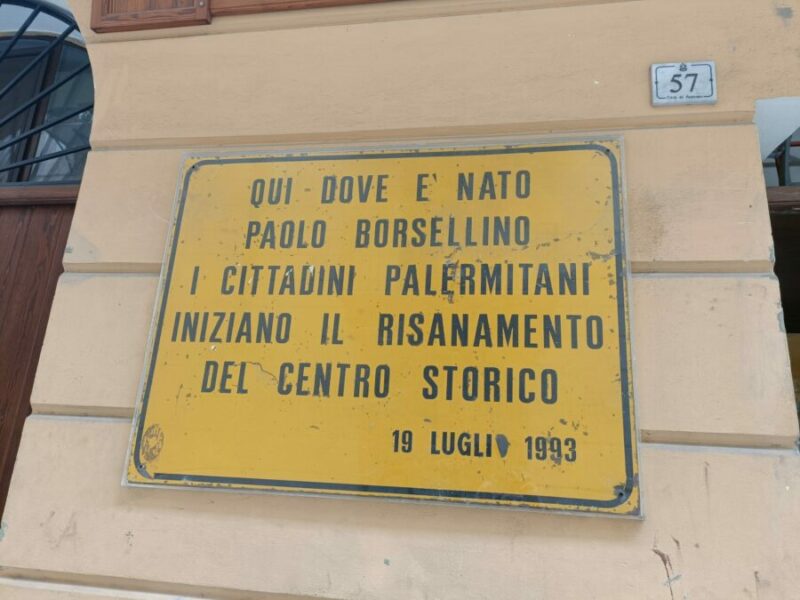 57
QUI DOVE E' NATO
PAOLO BORSELLINO
I CITTADINI PALERMITANI
INIZIANO IL RISANAMENTO
DEL CENTRO STORICO
19 LUGLIO 1993